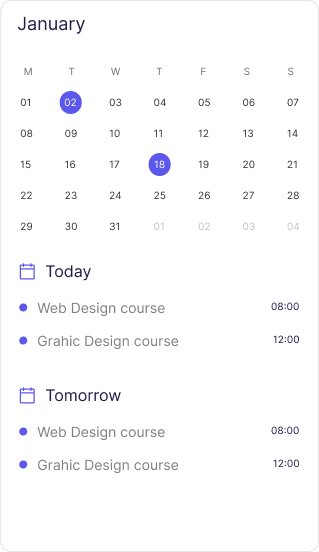 January
M T W T F S S
01 02 03 04 05 06 07
08 09 10 11 12 13 14
15 16 17 18 19 20 21
22 23 24 25 26 27 28
29 30 31 01 02 03 04
Today
Web Design course 08:00
Grahic Design course 12:00
Tomorrow
Web Design course 08:00
Grahic Design course 12:00